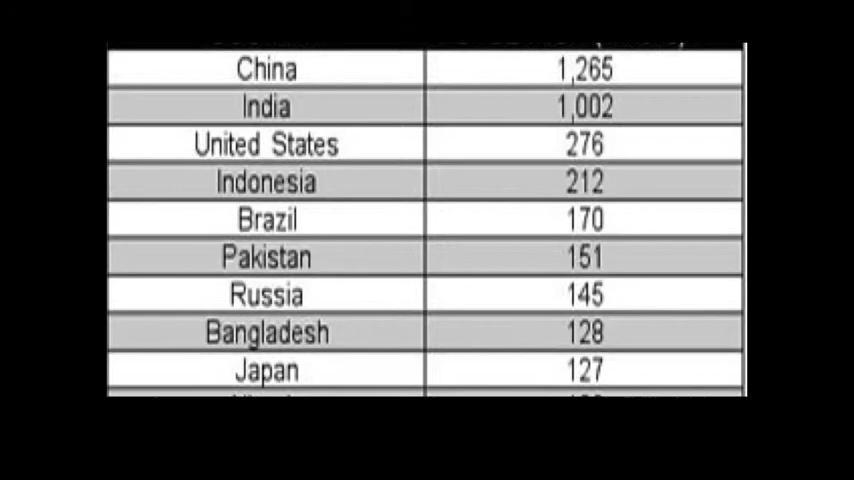 China 1,265
India 1,002
United States 276
Indonesia 212
Brazil 170
Pakistan 151
Russia 145
Bangladesh 128
Japan 127